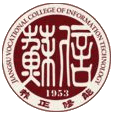 JIANGSU VOCATIONAL COLLEGE OF INFORMATION TECHNOLOGY
蘇信
1953